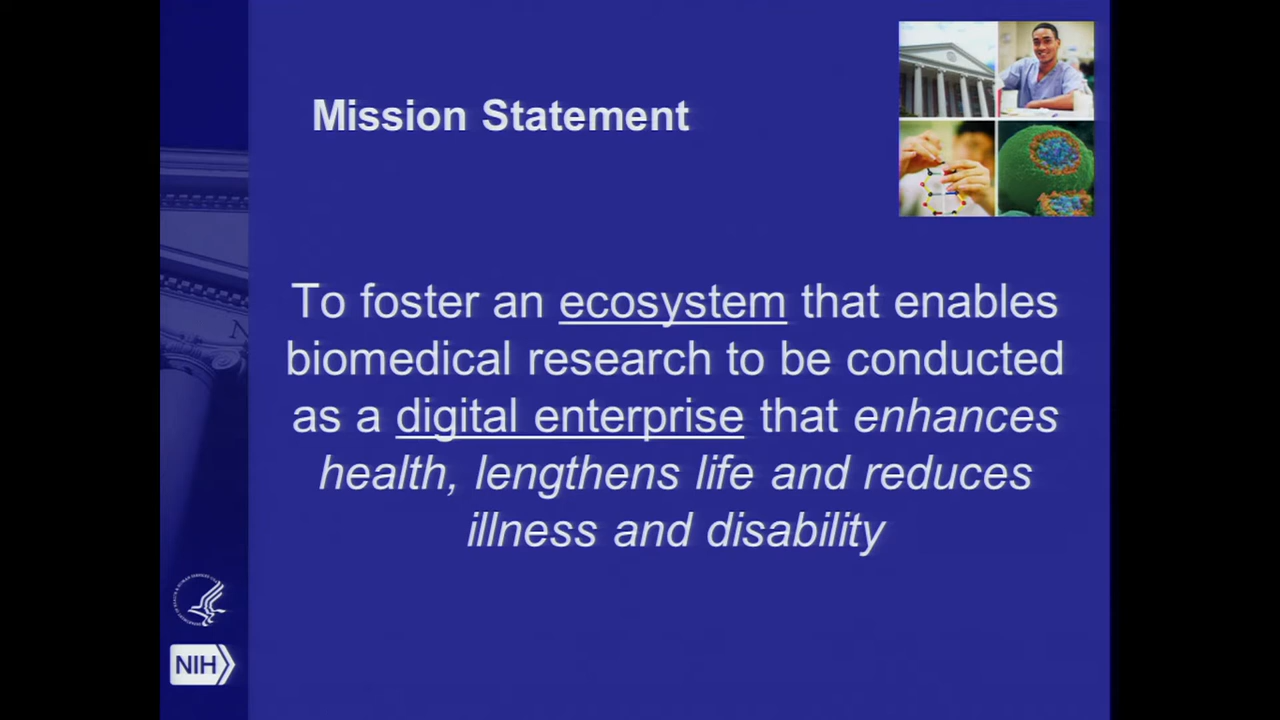 Mission Statement
To foster an ecosystem that enables
biomedical research to be conducted
as a digital enterprise that enhances
health, lengthens life and reduces
illness and disability
NIH